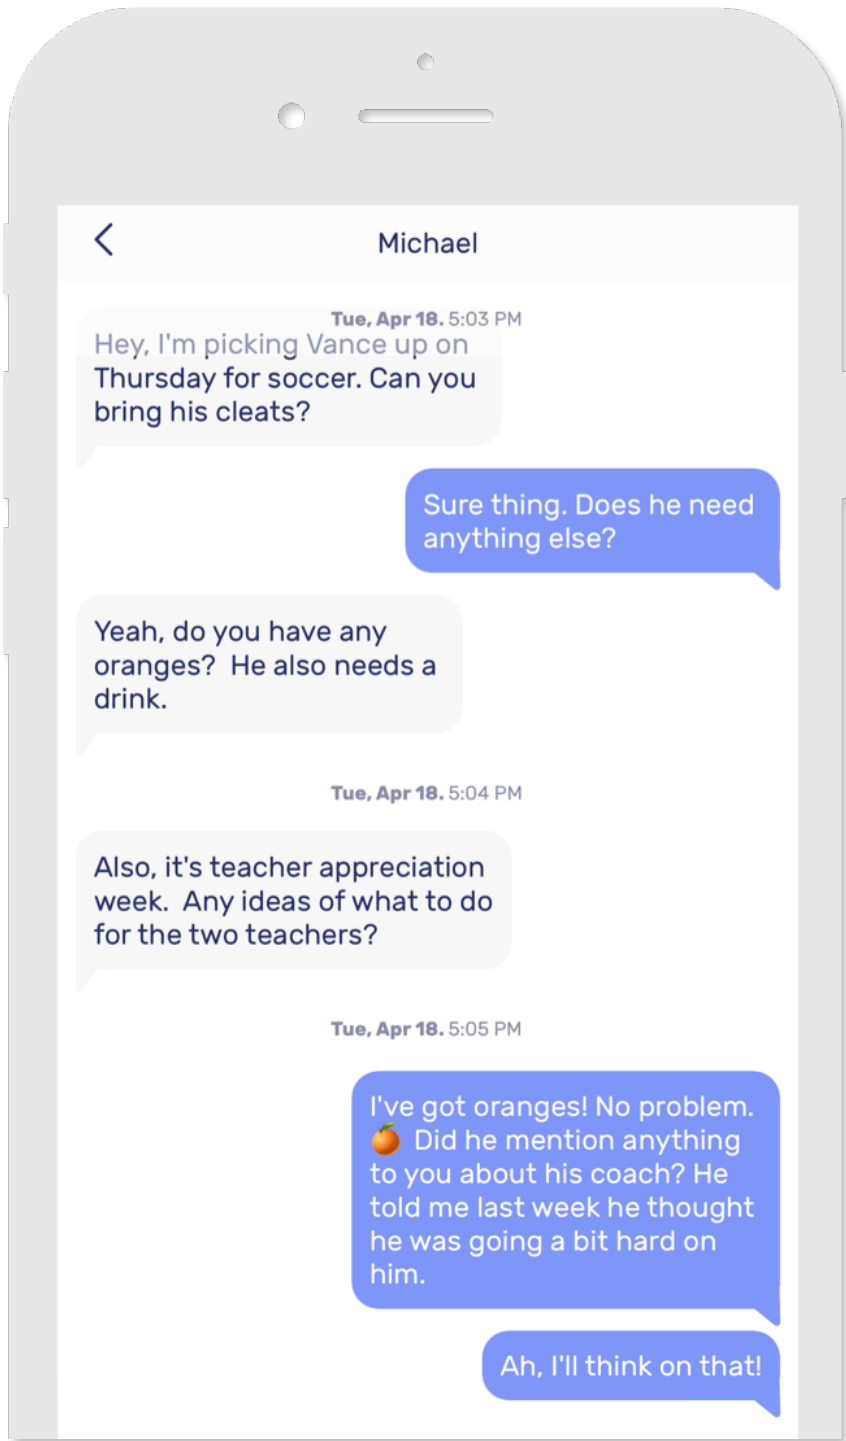 Michael
Tue, Apr 18. 5:03 PM
Hey, I'm picking Vance up on
Thursday for soccer. Can you
bring his cleats?
Sure thing. Does he need
anything else?
Yeah, do you have any
oranges?  He also needs a
drink.
Tue, Apr 18. 5:04 PM
Also, it's teacher appreciation
week.  Any ideas of what to do
for the two teachers?
Tue, Apr 18. 5:05 PM
I've got oranges! No problem.
🍊 Did he mention anything
to you about his coach? He
told me last week he thought
he was going a bit hard on
him.
Ah, I'll think on that!